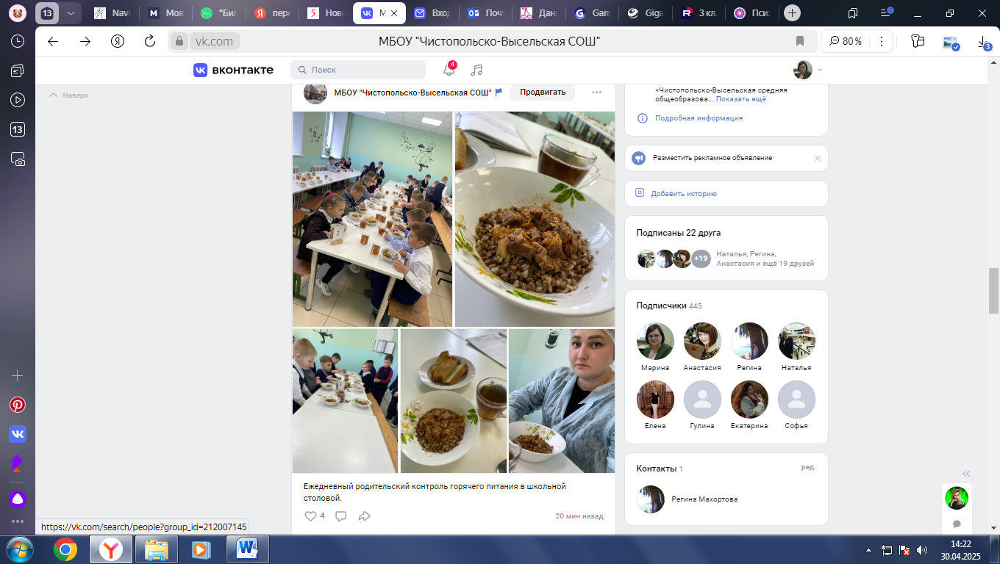 13
Navi
Моя
"Бил
пере
Нов
М
Вход
Почт
Дан
Gam
Giga
3 кл
Пси
vk.com
МБОУ "Чистопольско-Высельская СОШ"
80 %
3
13
вконтакте
Поиск
4
Наверх
МБОУ "Чистопольско-Высельская СОШ"
Продвигать
Ежедневный родительский контроль горячего питания в школьной
столовой.
4
20 мин назад
«Чистопольско-Высельская средняя
общеобразова... Показать ещё
Подробная информация
Разместить рекламное объявление
Добавить историю
Подписаны 22 друга
+19
Наталья, Регина,
Анастасия и ещё 19 друзей
Подписчики 445
Марина Анастасия Регина Наталья
Елена Гулина Екатерина Софья
Контакты 1
ред.
Регина Махортова
https://vk.com/search/people?group_id=212007145
14:22
30.04.2025